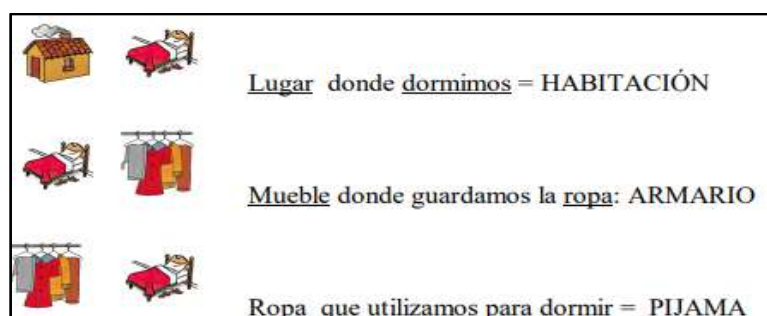 Lugar donde dormimos = HABITACIÓN
Mueble donde guardamos la ropa: ARMARIO
Ropa que utilizamos para dormir = PIJAMA